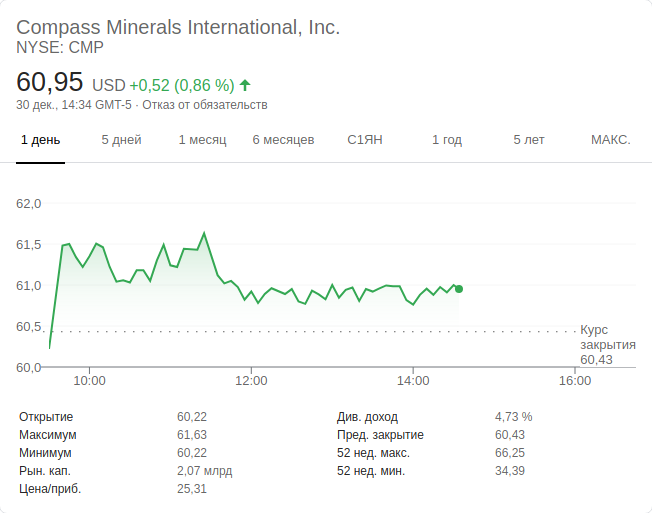 Compass Minerals International, Inc.
NYSE: CMP
60,95 USD +0,52 (0,86 %)
30 дек., 14:34 GMT-5 · Отказ от обязательств
1 день 5 дней 1 месяц 6 месяцев С1ЯН 1 год 5 лет МАКС.
62,0
61,5
61,0
60,5
60,0
Курс
закрытия
60,43
10:00 12:00 14:00 16:00
Открытие 60,22
Максимум 61,63
Минимум 60,22
Рын. кап. 2,07 млрд
Цена/приб. 25,31
Див. доход 4,73 %
Пред. закрытие 60,43
52 нед. макс. 66,25
52 нед. мин. 34,39